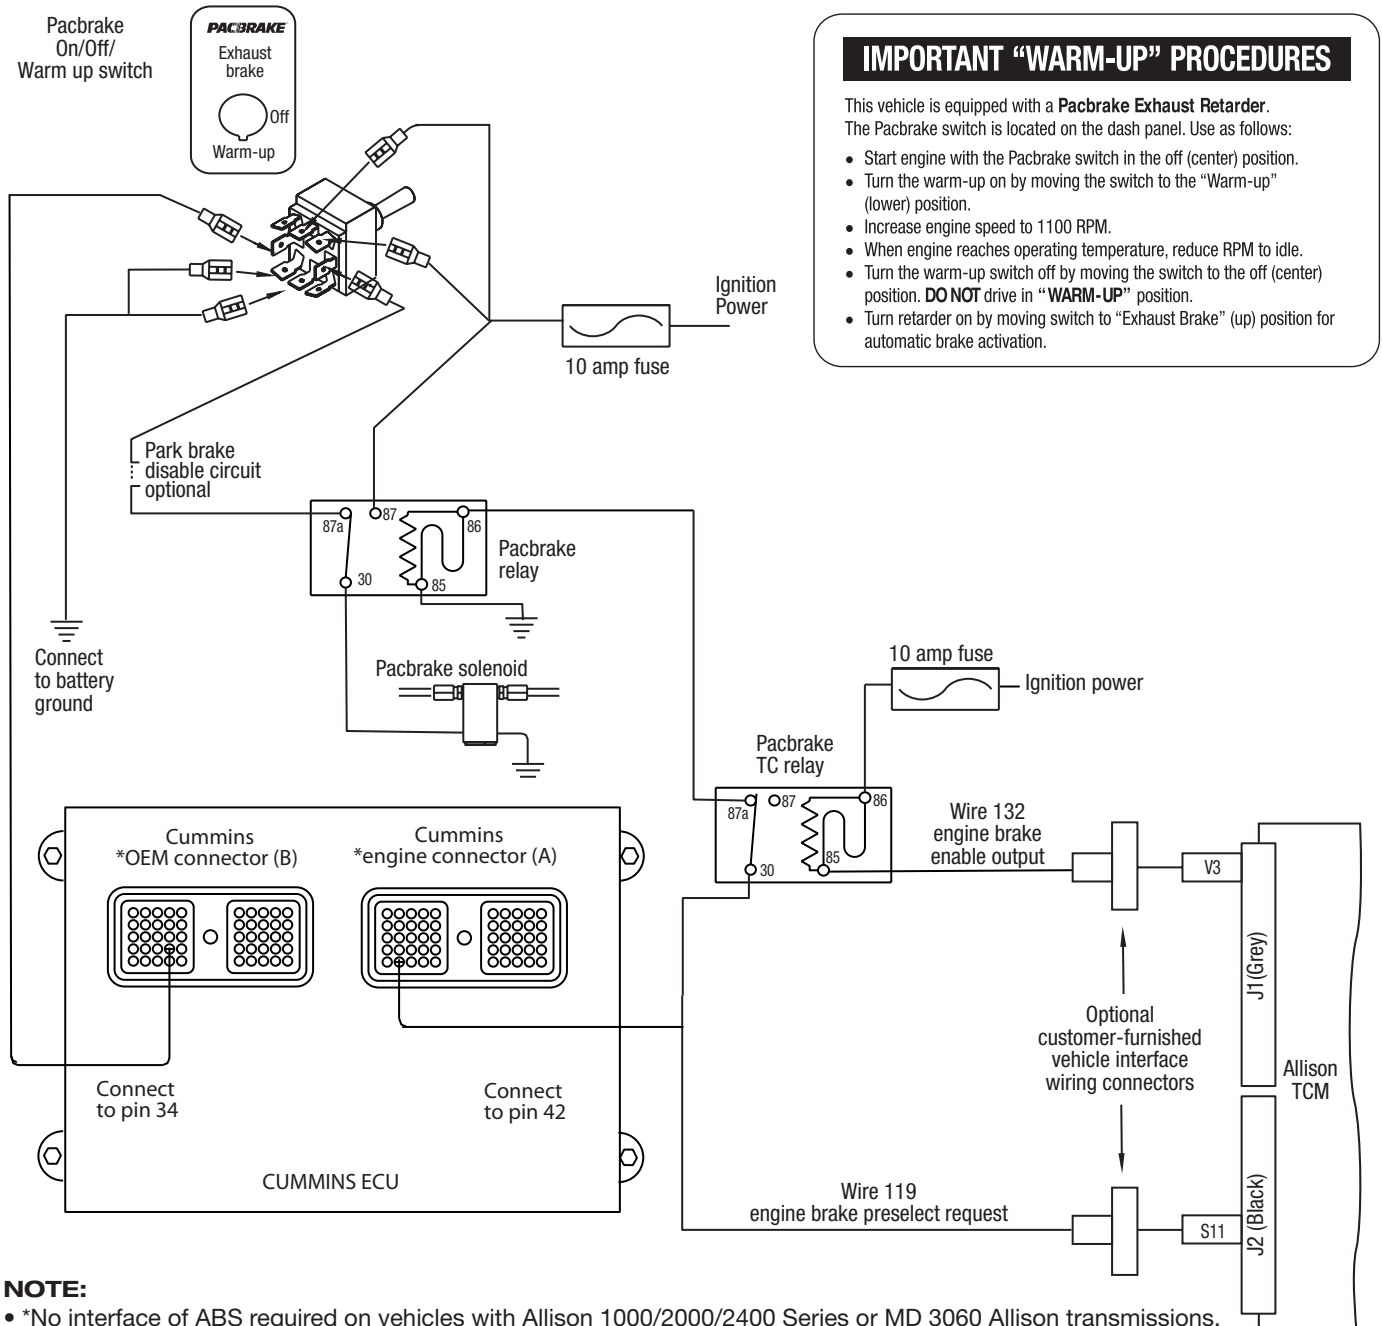 Pacbrake
On/Off/
Warm up switch
PACBRAKE
Exhaust
brake
Off
Warm-up
IMPORTANT “WARM-UP” PROCEDURES
This vehicle is equipped with a Pacbrake Exhaust Retarder.
The Pacbrake switch is located on the dash panel. Use as follows:
• Start engine with the Pacbrake switch in the off (center) position.
• Turn the warm-up on by moving the switch to the “Warm-up”
(lower) position.
• Increase engine speed to 1100 RPM.
• When engine reaches operating temperature, reduce RPM to idle.
• Turn the warm-up switch off by moving the switch to the off (center)
position. DO NOT drive in “WARM-UP” position.
• Turn retarder on by moving switch to “Exhaust Brake” (up) position for
automatic brake activation.
Ignition
Power
10 amp fuse
Park brake
disable circuit
optional
87a
87
86
30
85
Pacbrake
relay
Connect
to battery
ground
Pacbrake solenoid
10 amp fuse
Ignition power
Pacbrake
TC relay
87a
87
86
30
85
Wire 132
engine brake
enable output
V3
J1(Grey)
Cummins
*OEM connector (B)
Cummins
*engine connector (A)
Connect
to pin 34
Connect
to pin 42
CUMMINS ECU
Optional
customer-furnished
vehicle interface
wiring connectors
Allison
TCM
Wire 119
engine brake preselect request
S11
J2 (Black)
NOTE:
• *No interface of ABS required on vehicles with Allison 1000/2000/2400 Series or MD 3060 Allison transmissions.